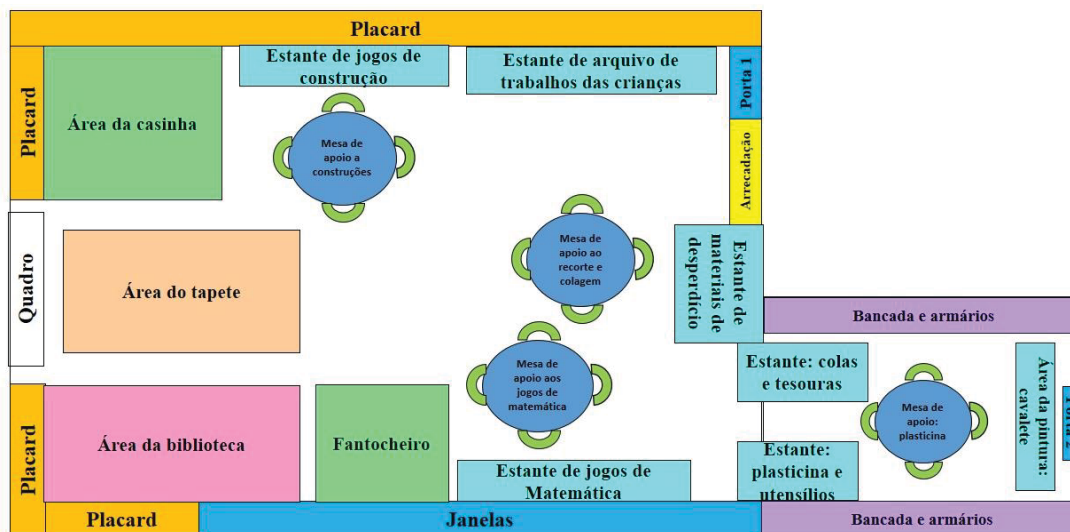 Placard
Placard
Área da casinha
Estante de jogos de
construção
Estante de arquivo de
trabalhos das crianças
Porta 1
Mesa de
apoio a
construções
Arrecadação
Quadro
Área do tapete
Mesa de
apoio ao
recorte e
colagem
Estante de
materiais de
desperdício
Bancada e armários
Mesa de
apoio aos
jogos de
matemática
Estante: colas
e tesouras
Mesa de
apoio:
plasticina
Área da pintura:
cavalete
Placard
Área da biblioteca
Fantocheiro
Estante de jogos de
Matemática
Estante:
plasticina e
utensílios
Placard
Janelas
Bancada e armários